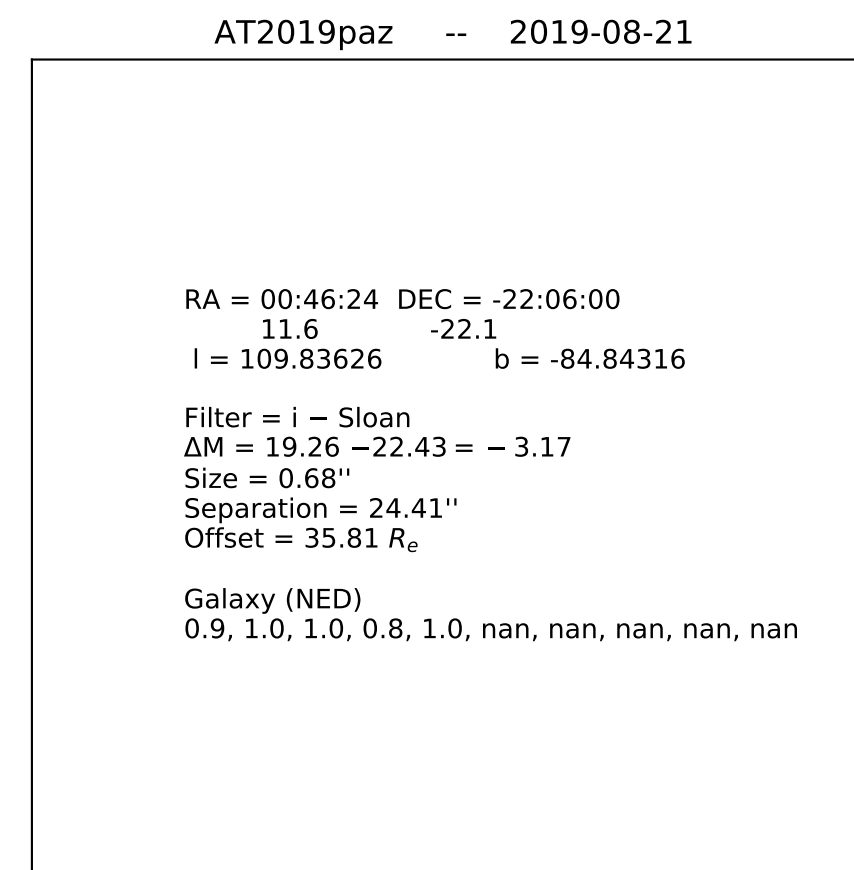 AT2019paz -- 2019-08-21
RA = 00:46:24 DEC = -22:06:00
11.6 -22.1
l = 109.83626 b = -84.84316
Filter = i − Sloan
ΔM = 19.26 −22.43 = − 3.17
Size = 0.68''
Separation = 24.41''
Offset = 35.81 Rₑ
Galaxy (NED)
0.9, 1.0, 1.0, 0.8, 1.0, nan, nan, nan, nan, nan